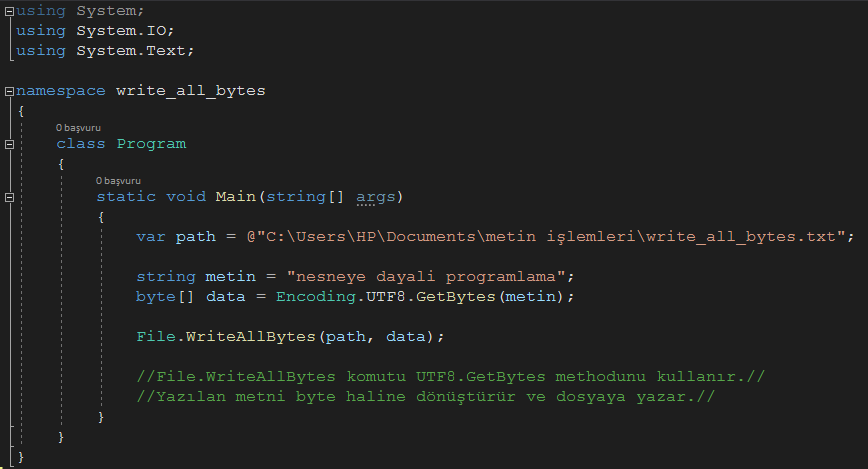 using System;
using System.IO;
using System.Text;
namespace write_all_bytes
{
0 başvuru
class Program
{
0 başvuru
static void Main(string[] args)
{
var path = @"C:\Users\HP\Documents\metin işlemleri\write_all_bytes.txt";
string metin = "nesneye dayali programlama";
byte[] data = Encoding.UTF8.GetBytes(metin);
File.WriteAllBytes(path, data);
//File.WriteAllBytes komutu UTF8.GetBytes methodunu kullanır.//
//Yazılan metni byte haline dönüştürür ve dosyaya yazar.//
}
}
}